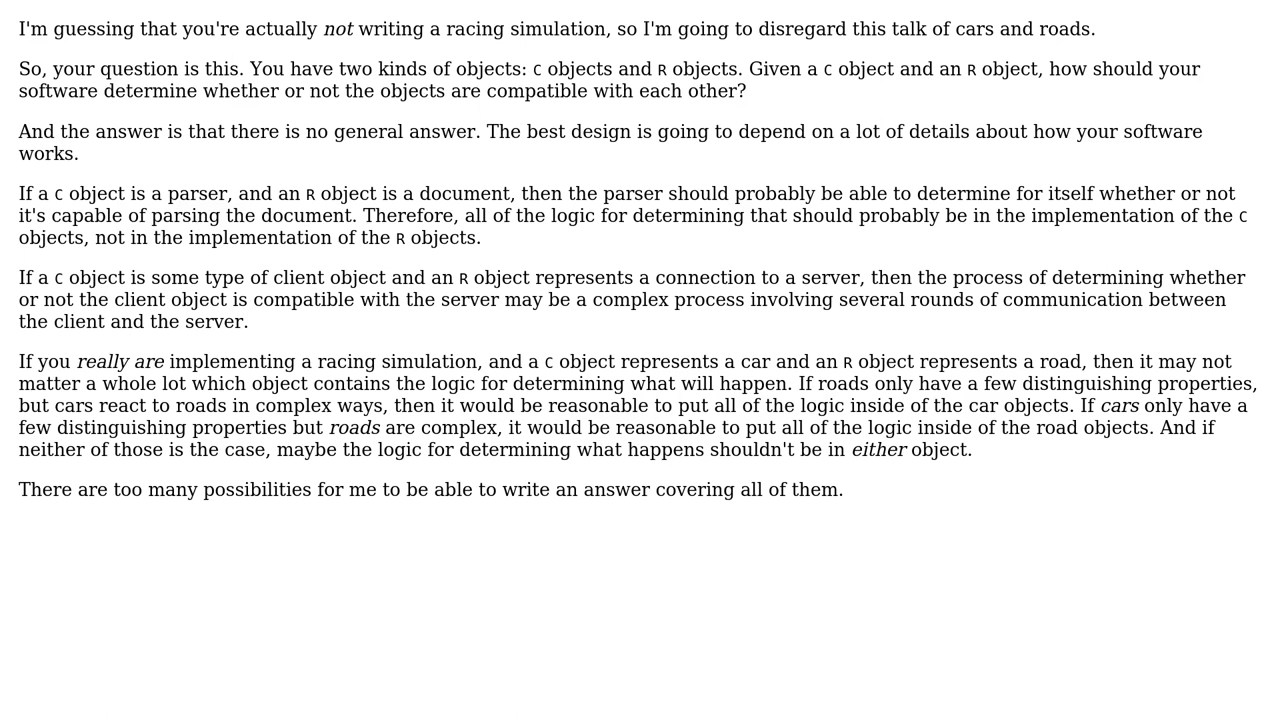 I'm guessing that you're actually not writing a racing simulation, so I'm going to disregard this talk of cars and roads.
So, your question is this. You have two kinds of objects: C objects and R objects. Given a C object and an R object, how should your
software determine whether or not the objects are compatible with each other?
And the answer is that there is no general answer. The best design is going to depend on a lot of details about how your software
works.
If a C object is a parser, and an R object is a document, then the parser should probably be able to determine for itself whether or not
it's capable of parsing the document. Therefore, all of the logic for determining that should probably be in the implementation of the C
objects, not in the implementation of the R objects.
If a C object is some type of client object and an R object represents a connection to a server, then the process of determining whether
or not the client object is compatible with the server may be a complex process involving several rounds of communication between
the client and the server.
If you really are implementing a racing simulation, and a C object represents a car and an R object represents a road, then it may not
matter a whole lot which object contains the logic for determining what will happen. If roads only have a few distinguishing properties,
but cars react to roads in complex ways, then it would be reasonable to put all of the logic inside of the car objects. If cars only have a
few distinguishing properties but roads are complex, it would be reasonable to put all of the logic inside of the road objects. And if
neither of those is the case, maybe the logic for determining what happens shouldn't be in either object.
There are too many possibilities for me to be able to write an answer covering all of them.